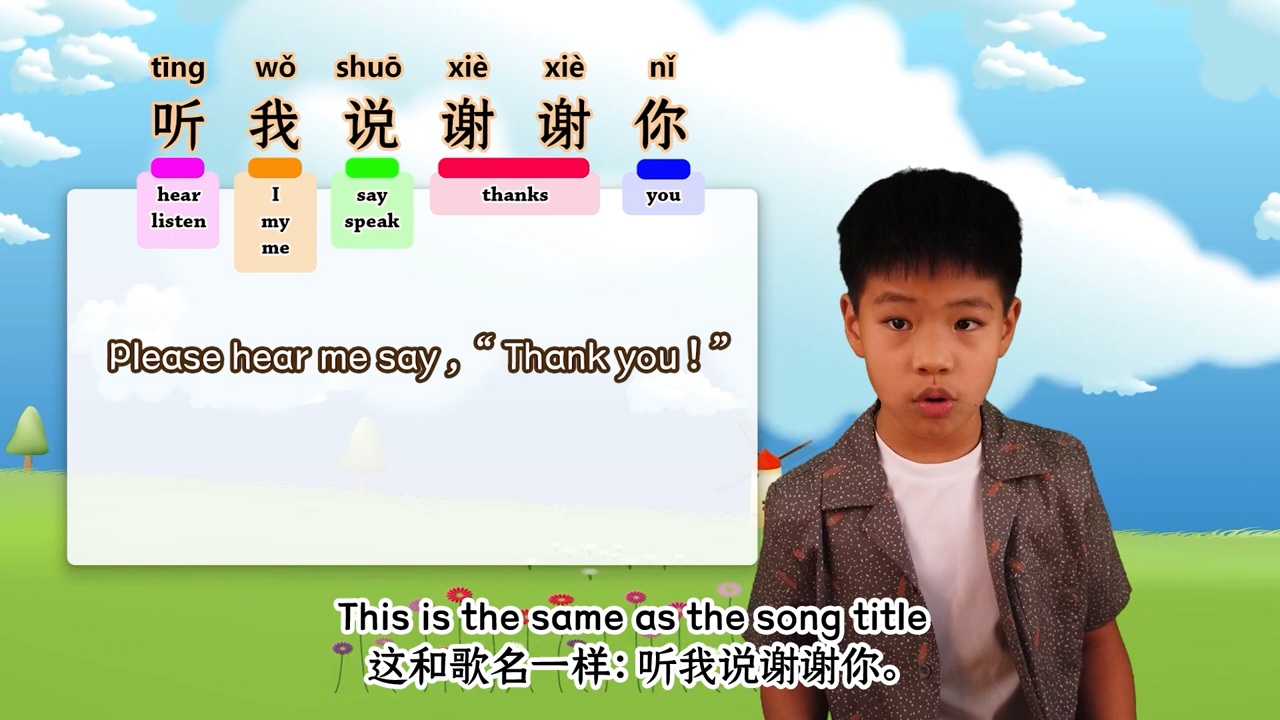 tīng wǒ shuō xiè xiè nǐ
听 我 说 谢 谢 你
hear I say thanks you
listen my speak
me
Please hear me say , “ Thank you ! ”
This is the same as the song title
这和歌名一样：听我说谢谢你。